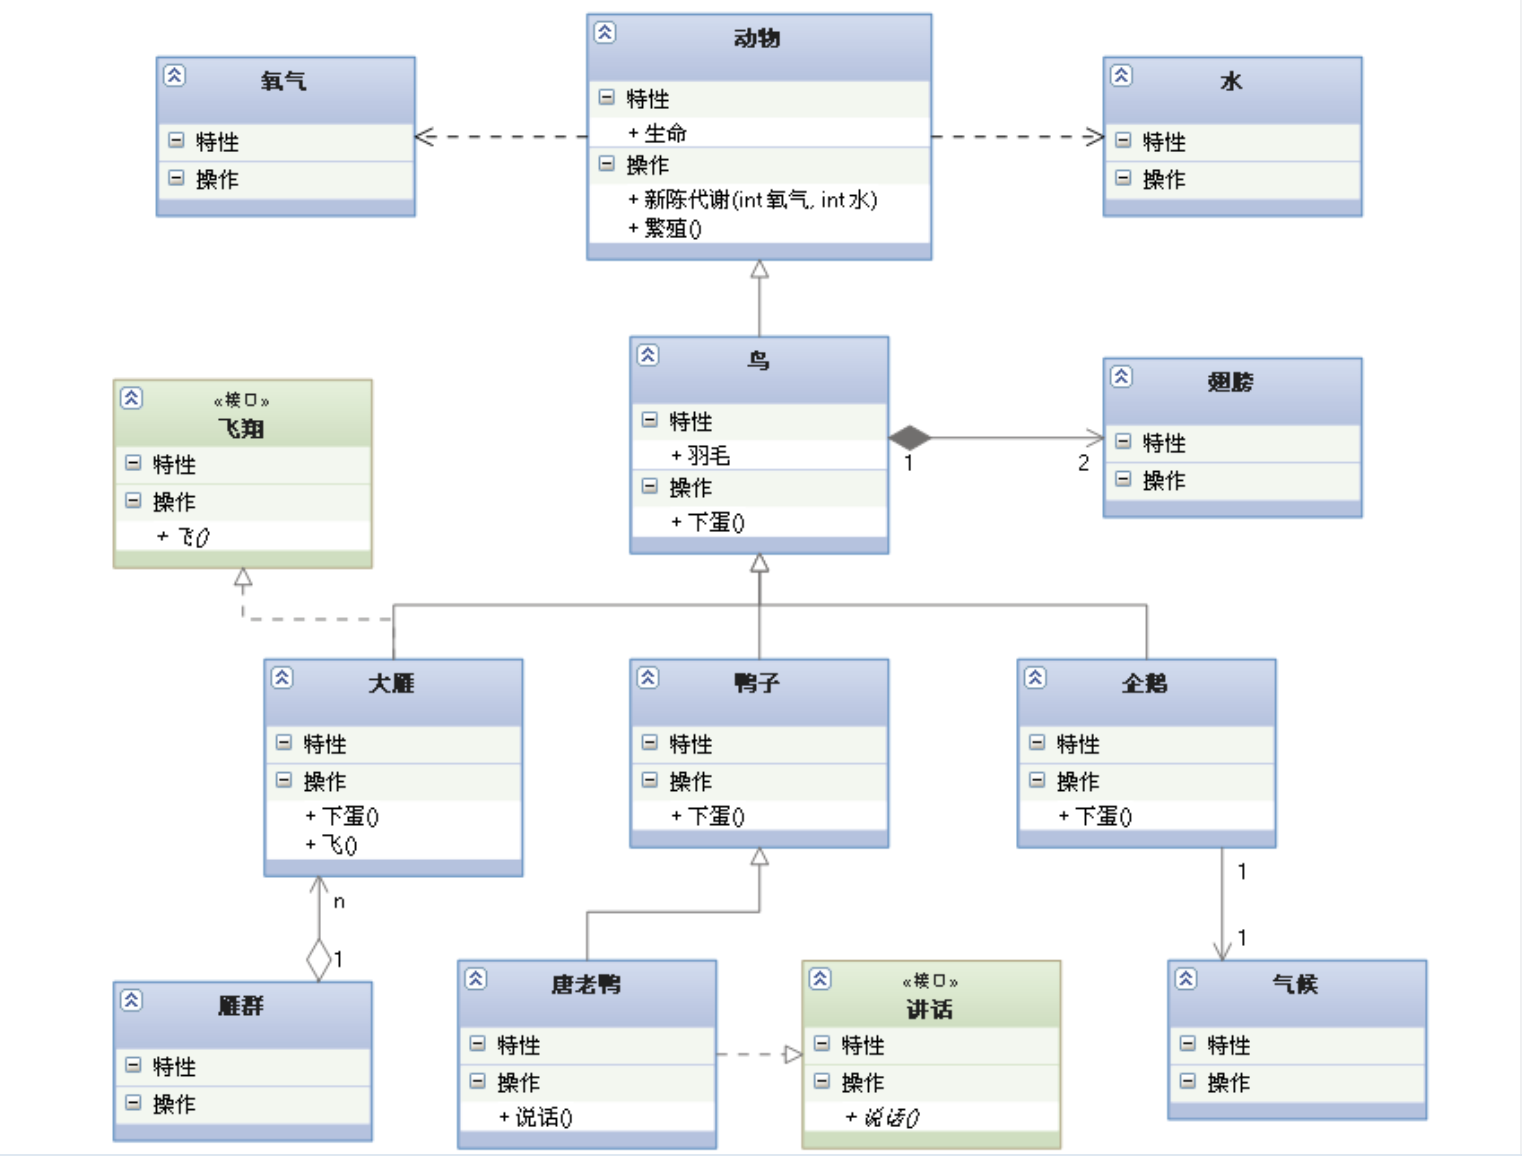 动物
特性
+ 生命
操作
+ 新陈代谢(int 氧气, int 水)
+ 繁殖()
氧气
特性
操作
水
特性
操作
鸟
特性
+ 羽毛
操作
+ 下蛋()
1
2
翅膀
特性
操作
«接口»
飞翔
特性
操作
+ 飞()
大雁
特性
操作
+ 下蛋()
+ 飞()
鸭子
特性
操作
+ 下蛋()
企鹅
特性
操作
+ 下蛋()
n
1
1
1
雁群
特性
操作
唐老鸭
特性
操作
+ 说话()
«接口»
讲话
特性
操作
+ 说话()
气候
特性
操作